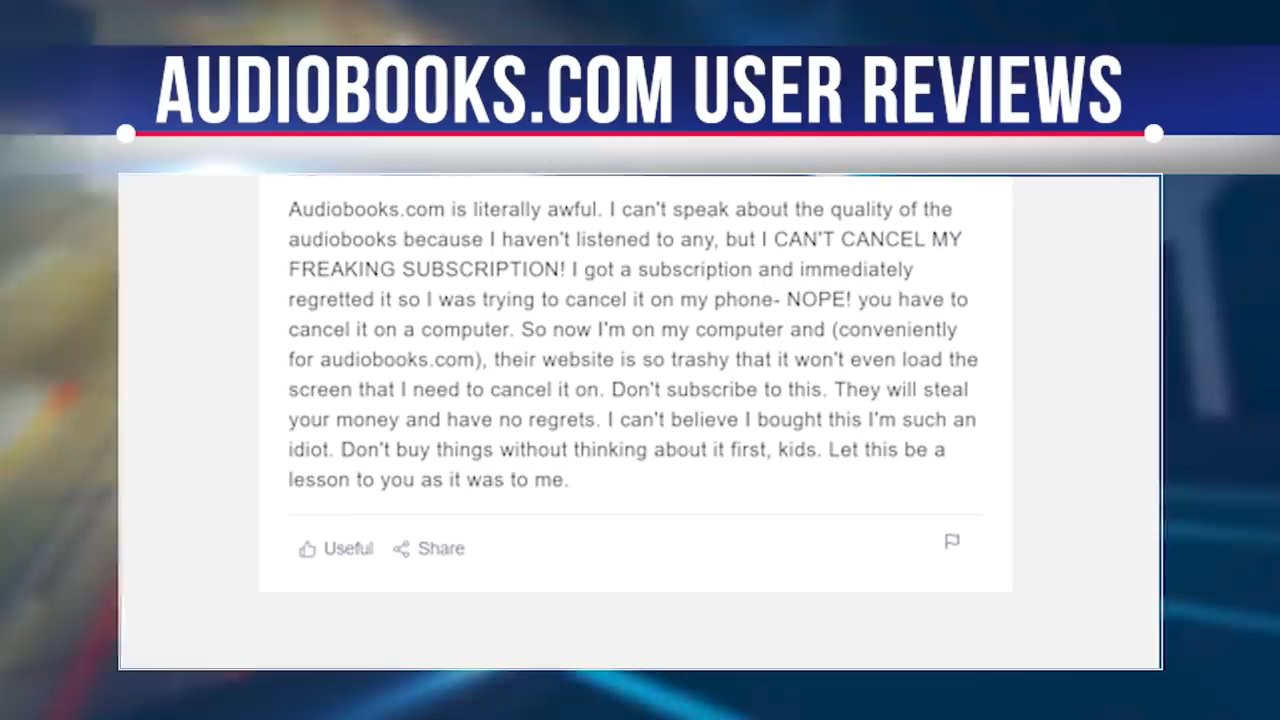 AUDIOBOOKS.COM USER REVIEWS
Audiobooks.com is literally awful. I can't speak about the quality of the
audiobooks because I haven't listened to any, but I CAN'T CANCEL MY
FREAKING SUBSCRIPTION! I got a subscription and immediately
regretted it so I was trying to cancel it on my phone- NOPE! you have to
cancel it on a computer. So now I'm on my computer and (conveniently
for audiobooks.com), their website is so trashy that it won't even load the
screen that I need to cancel it on. Don't subscribe to this. They will steal
your money and have no regrets. I can't believe I bought this I'm such an
idiot. Don't buy things without thinking about it first, kids. Let this be a
lesson to you as it was to me.
Useful Share